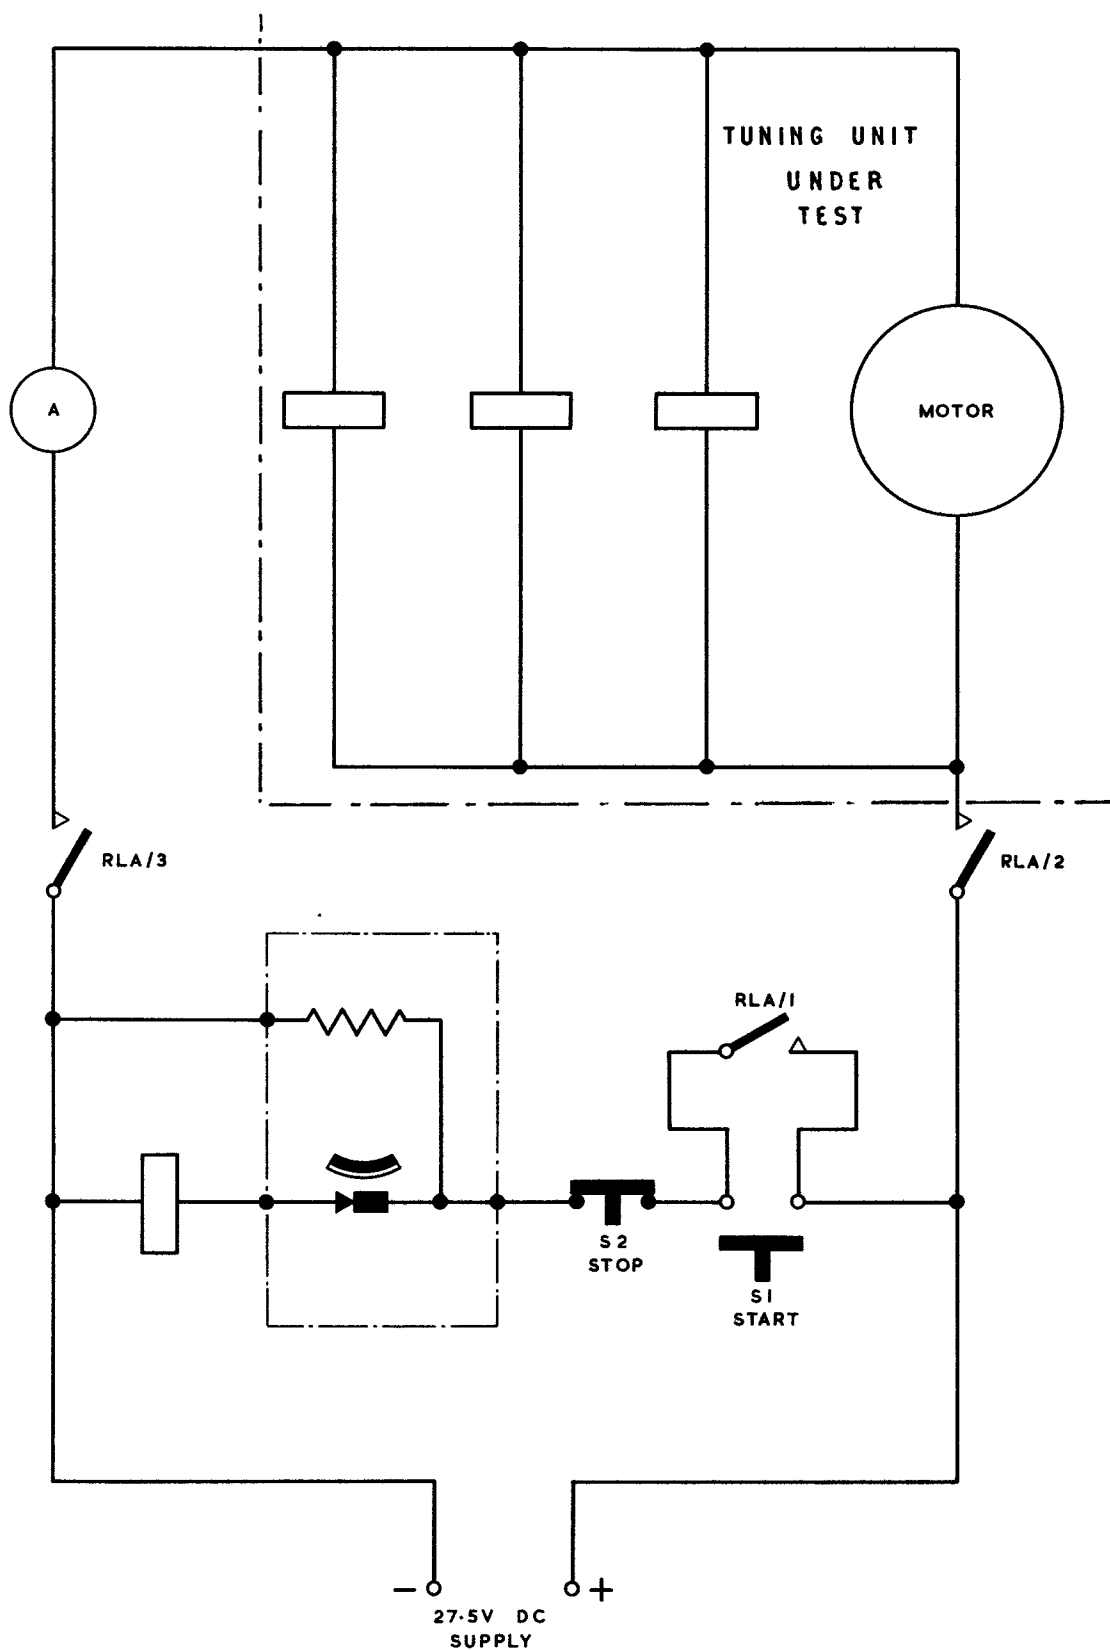 TUNING UNIT
UNDER
TEST
A
MOTOR
RLA/3
RLA/2
RLA/1
S2
STOP
S1
START
− +
27.5V DC
SUPPLY